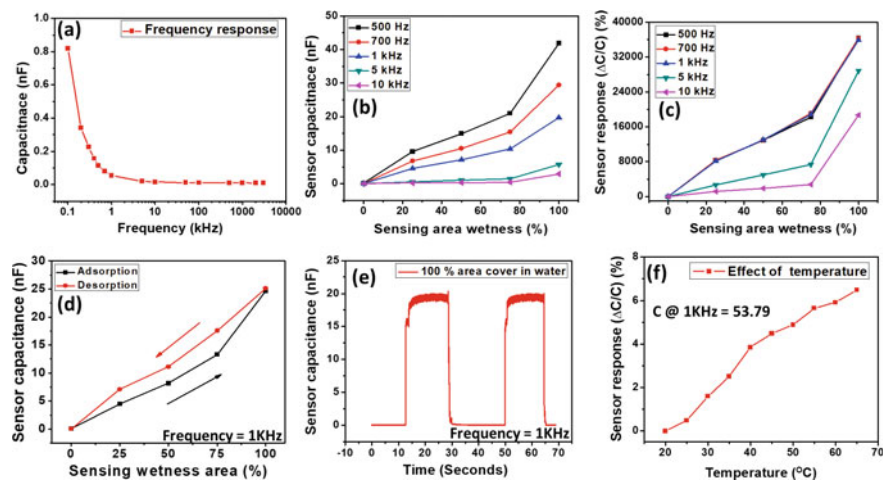 (a)
Frequency response
1.0
0.8
0.6
0.4
0.2
0.0
Capacitnace (nF)
0.1 1 10 100 1000 10000
Frequency (kHz)
(b)
500 Hz
700 Hz
1 kHz
5 kHz
10 kHz
50
40
30
20
10
0
Sensor capacitnace (nF)
0 20 40 60 80 100
Sensing area wetness (%)
(c)
500 Hz
700 Hz
1 kHz
5 kHz
10 kHz
40000
32000
24000
16000
8000
0
Sensor response (ΔC/C) (%)
0 20 40 60 80 100
Sensing area wetness (%)
(d)
Adsorption
Desorption
30
25
20
15
10
5
0
Sensor capacitance (nF)
Frequency = 1KHz
0 25 50 75 100
Sensing wetness area (%)
(e)
100 % area cover in water
25
20
15
10
5
0
Sensor capacitance (nF)
Frequency = 1KHz
-10 0 10 20 30 40 50 60 70
Time (Seconds)
(f)
Effect of temperature
C @ 1KHz = 53.79
8
6
4
2
0
Sensor response (ΔC/C) (%)
10 20 30 40 50 60 70
Temperature (OC)